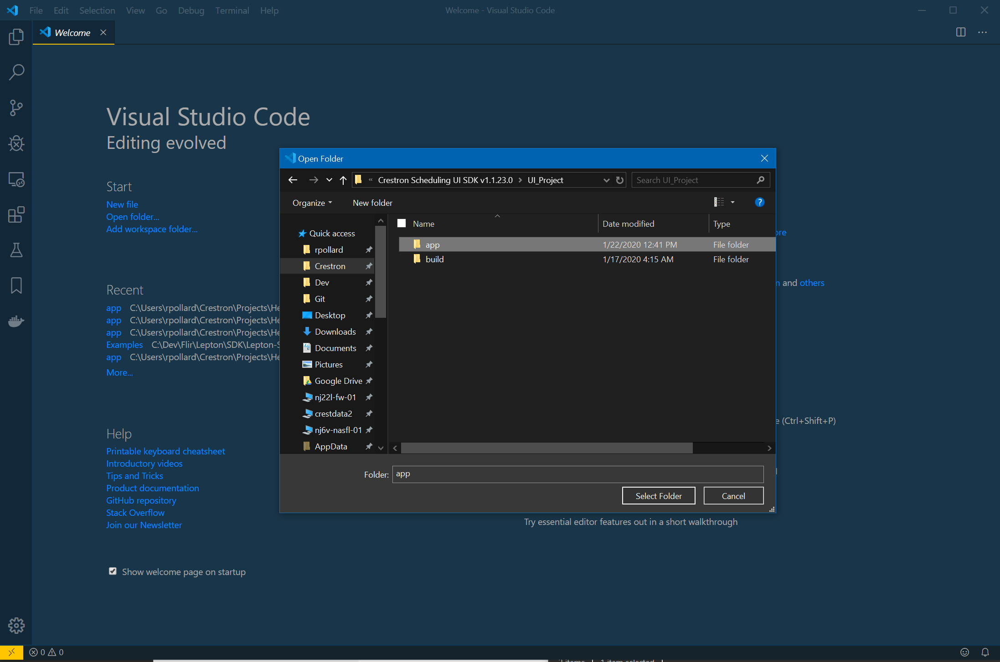 File Edit Selection View Go Debug Terminal Help
Welcome - Visual Studio Code
Welcome
Visual Studio Code
Editing evolved
Start
New file
Open folder...
Add workspace folder...
Recent
app C:\Users\rpollard\Crestron\Projects\He
app C:\Users\rpollard\Crestron\Projects\He
app C:\Users\rpollard\Crestron\Projects\He
Examples C:\Dev\Flir\Lepton\SDK\Lepton-S
app C:\Users\rpollard\Crestron\Projects\He
More...
Help
Printable keyboard cheatsheet
Introductory videos
Tips and Tricks
Product documentation
GitHub repository
Stack Overflow
Join our Newsletter
Show welcome page on startup
Open Folder
« Crestron Scheduling UI SDK v1.1.23.0 > UI_Project
Search UI_Project
Organize New folder
?
Name Date modified Type
app 1/22/2020 12:41 PM File folder
build 1/17/2020 4:15 AM File folder
Quick access
rpollard
Crestron
Dev
Git
Desktop
Downloads
Documents
Pictures
Google Drive
nj22l-fw-01
crestdata2
nj6v-nasfl-01
AppData
Folder: app
Select Folder Cancel
and others
(Ctrl+Shift+P)
Try essential editor features out in a short walkthrough
0 0
2 items 1 item selected